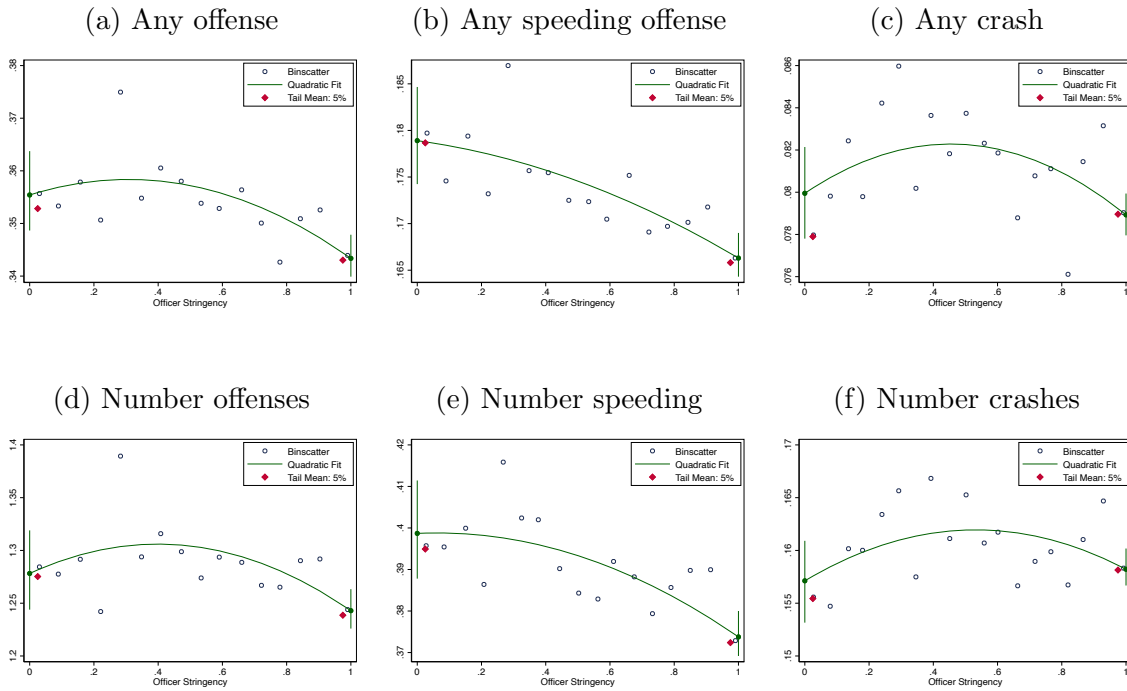 (a) Any offense
(b) Any speeding offense
(c) Any crash
.38
.37
.36
.35
.34
0
.2
.4
.6
.8
1
Officer Stringency
Binscatter
Quadratic Fit
Tail Mean: 5%
.185
.18
.175
.17
.165
0
.2
.4
.6
.8
1
Officer Stringency
Binscatter
Quadratic Fit
Tail Mean: 5%
.086
.084
.082
.08
.078
.076
0
.2
.4
.6
.8
1
Officer Stringency
Binscatter
Quadratic Fit
Tail Mean: 5%
(d) Number offenses
(e) Number speeding
(f) Number crashes
1.4
1.35
1.3
1.25
1.2
0
.2
.4
.6
.8
1
Officer Stringency
Binscatter
Quadratic Fit
Tail Mean: 5%
.42
.41
.4
.39
.38
.37
0
.2
.4
.6
.8
1
Officer Stringency
Binscatter
Quadratic Fit
Tail Mean: 5%
.17
.165
.16
.155
.15
0
.2
.4
.6
.8
1
Officer Stringency
Binscatter
Quadratic Fit
Tail Mean: 5%